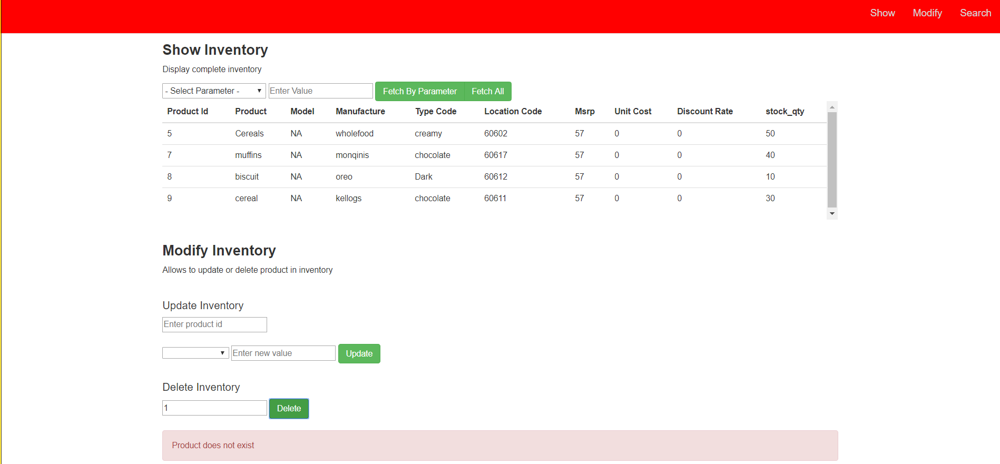 Show Modify Search
Show Inventory
Display complete inventory
- Select Parameter - Enter Value Fetch By Parameter Fetch All
Product Id Product Model Manufacture Type Code Location Code Msrp Unit Cost Discount Rate stock_qty
5 Cereals NA wholefood creamy 60602 57 0 0 50
7 muffins NA monqinis chocolate 60617 57 0 0 40
8 biscuit NA oreo Dark 60612 57 0 0 10
9 cereal NA kellogs chocolate 60611 57 0 0 30
Modify Inventory
Allows to update or delete product in inventory
Update Inventory
Enter product id
Enter new value Update
Delete Inventory
1 Delete
Product does not exist